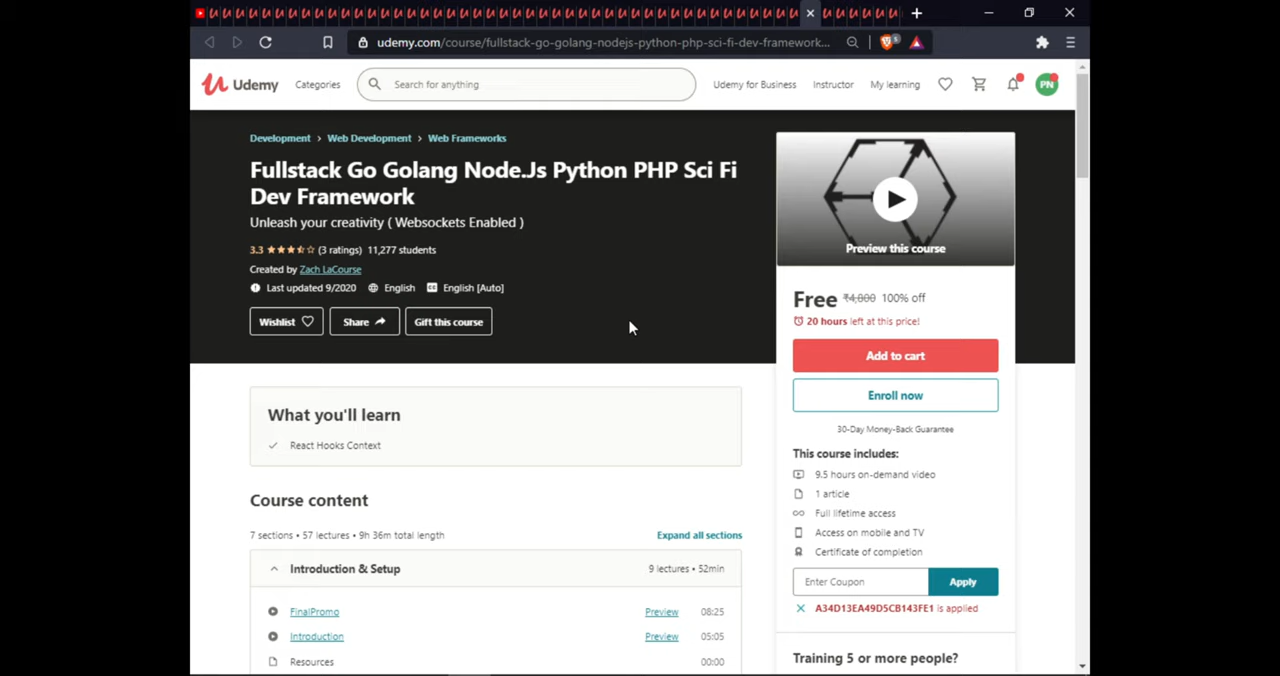 udemy.com/course/fullstack-go-golang-nodejs-python-php-sci-fi-dev-framework...
Udemy
Categories
Search for anything
Udemy for Business
Instructor
My learning
PN
Development › Web Development › Web Frameworks
Fullstack Go Golang Node.Js Python PHP Sci Fi
Dev Framework
Unleash your creativity ( Websockets Enabled )
3.3 (3 ratings) 11,277 students
Created by Zach LaCourse
Last updated 9/2020 English English [Auto]
Wishlist
Share
Gift this course
Preview this course
Free ₹4,800 100% off
20 hours left at this price!
Add to cart
Enroll now
30-Day Money-Back Guarantee
This course includes:
9.5 hours on-demand video
1 article
Full lifetime access
Access on mobile and TV
Certificate of completion
Enter Coupon
Apply
A34D13EA49D5CB143FE1 is applied
Training 5 or more people?
What you'll learn
React Hooks Context
Course content
7 sections • 57 lectures • 9h 36m total length
Expand all sections
Introduction & Setup 9 lectures • 52min
FinalPromo Preview 08:25
Introduction Preview 05:05
Resources 00:00